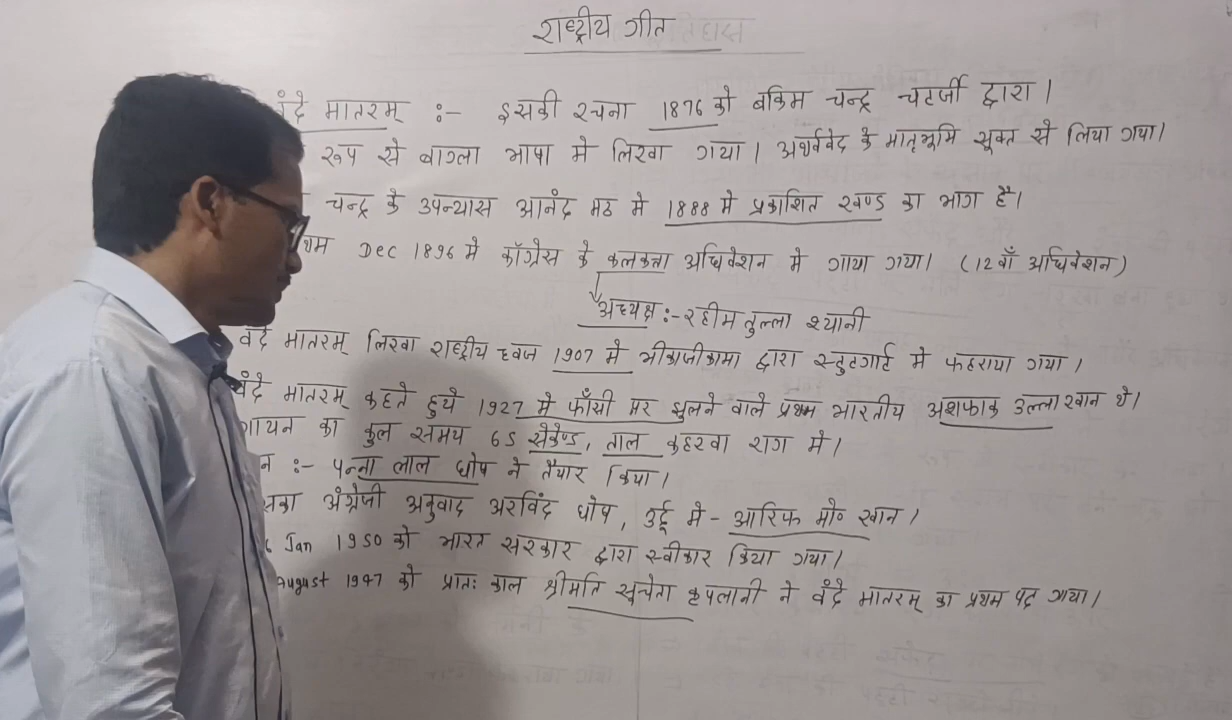 राष्ट्रीय गीत
वंदे मातरम् :- इसकी रचना 1876 को बंकिम चन्द्र चटर्जी द्वारा।
रूप से बांग्ला भाषा मे लिखा गया। अथर्ववेद के मातृभूमि सूक्त से लिया गया।
चन्द्र के उपन्यास आनंद मठ मे 1888 मे प्रकाशित खण्ड का भाग है।
Dec 1896 मे कॉग्रेस के कलकत्ता अधिवेशन मे गाया गया। (12वाँ अधिवेशन)
अध्यक्ष :- रहीमतुल्ला श्यानी
वंदे मातरम् लिखा राष्ट्रीय ध्वज 1907 मे भीकाजीकामा द्वारा स्टुटगार्ट मे फहराया गया।
वंदे मातरम् कहते हुये 1927 मे फाँसी पर झुलने वाले प्रथम भारतीय अशफाक उल्ला खान थे।
गायन का कुल समय 65 सेकेण्ड, ताल कहरवा राग मे।
:- पन्ना लाल घोष ने तैयार किया।
अंग्रेजी अनुवाद अरविंद घोष, उर्दू मे - आरिफ मो० खान।
Jan 1950 को भारत सरकार द्वारा स्वीकार किया गया।
August 1947 को प्रातः काल श्रीमति सुचेता कृपलानी ने वंदे मातरम् का प्रथम पद्द गाया।